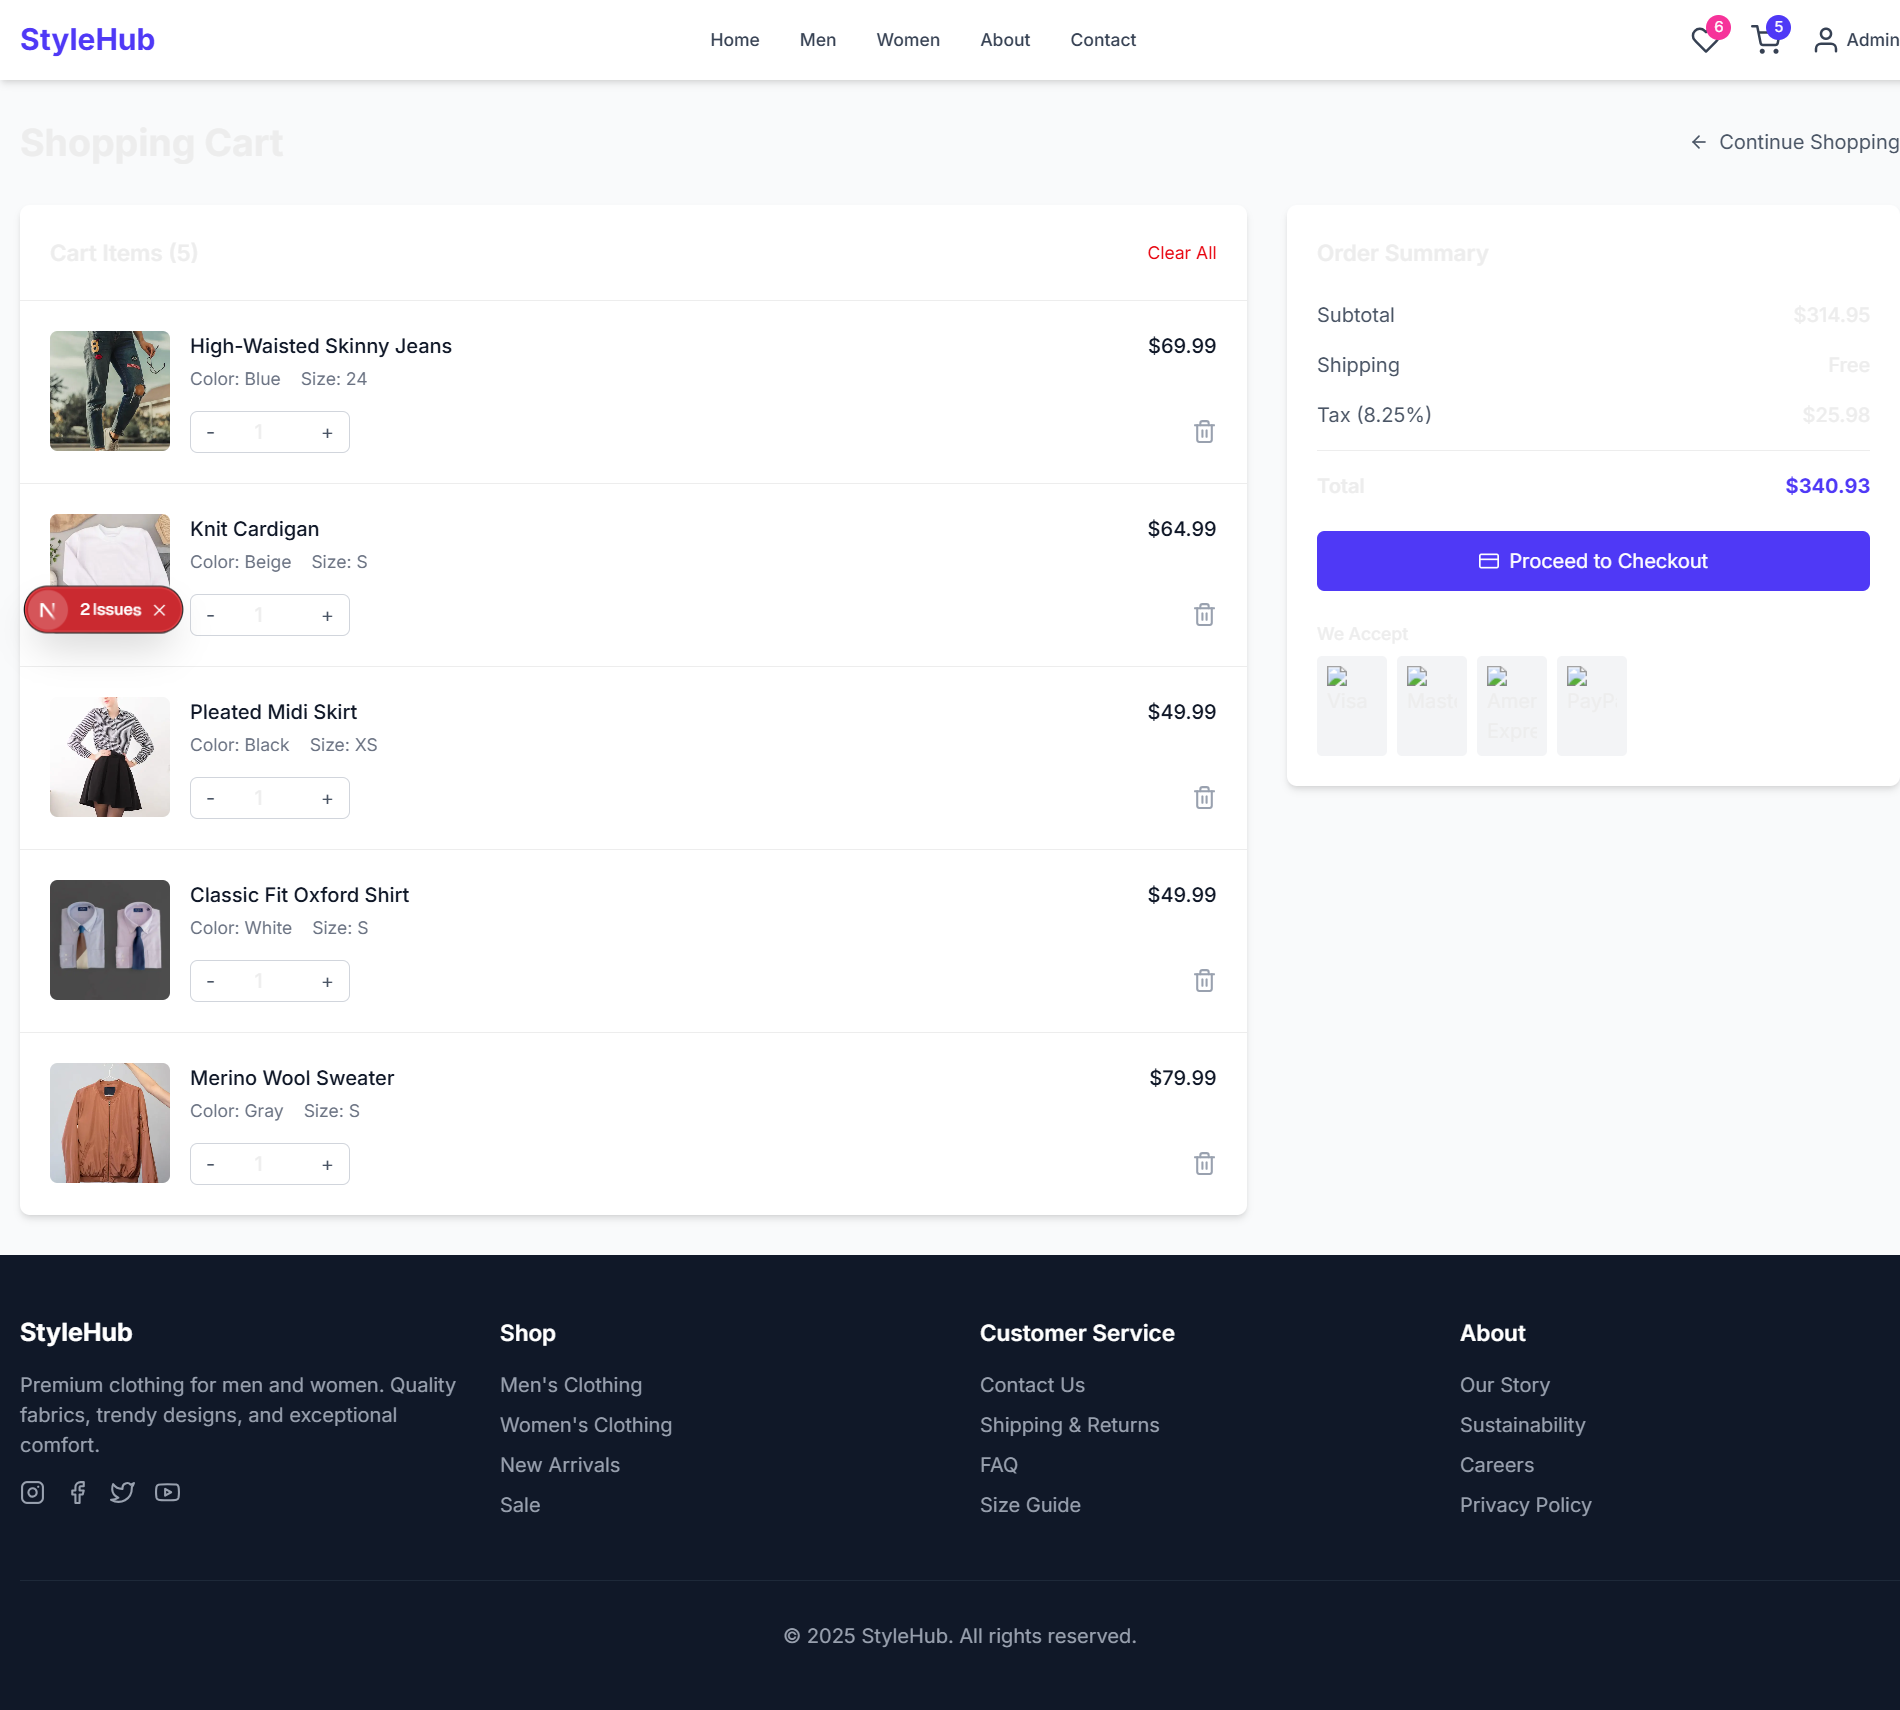 StyleHub
Home Men Women About Contact
6 5 Admin
Shopping Cart
← Continue Shopping
Cart Items (5)
Clear All
High-Waisted Skinny Jeans $69.99
Color: Blue Size: 24
- 1 +
Knit Cardigan $64.99
Color: Beige Size: S
- 1 +
N 2 Issues ×
Pleated Midi Skirt $49.99
Color: Black Size: XS
- 1 +
Classic Fit Oxford Shirt $49.99
Color: White Size: S
- 1 +
Merino Wool Sweater $79.99
Color: Gray Size: S
- 1 +
Order Summary
Subtotal $314.95
Shipping Free
Tax (8.25%) $25.98
Total $340.93
Proceed to Checkout
We Accept
Visa Mast Amer PayP
Expre
StyleHub
Premium clothing for men and women. Quality
fabrics, trendy designs, and exceptional
comfort.
Shop
Men's Clothing
Women's Clothing
New Arrivals
Sale
Customer Service
Contact Us
Shipping & Returns
FAQ
Size Guide
About
Our Story
Sustainability
Careers
Privacy Policy
© 2025 StyleHub. All rights reserved.